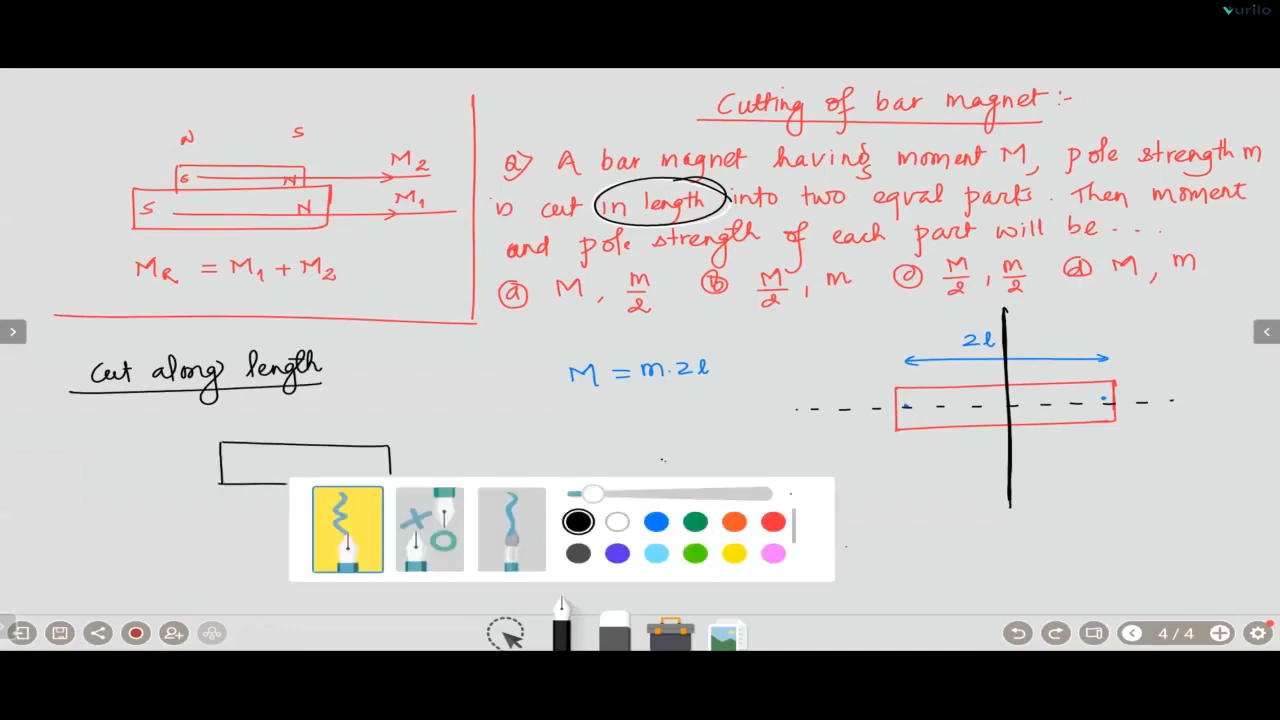 vurilo
Cutting of bar magnet :-
N S
S N M2
S N M1
MR = M1 + M2
Q) A bar magnet having moment M, pole strength m
is cut in length into two equal parts. Then moment
and pole strength of each part will be . . .
(a) M, m/2 (b) M/2, m (c) M/2, m/2 (d) M, m
cut along length
M = m.2l
2l
4/4